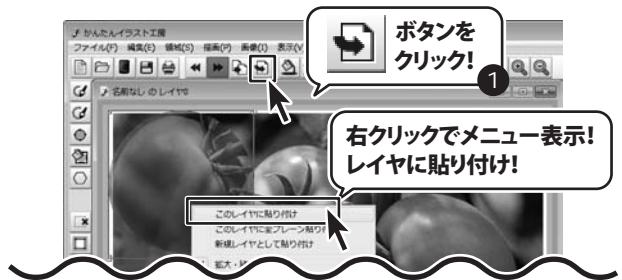 かんたんイラスト工房
ファイル(F) 編集(E) 領域(S) 描画(P) 画像(I) 表示(V
名前なし のレイヤ0
ボタンを
クリック!
1
右クリックでメニュー表示!
レイヤに貼り付け!
このレイヤに貼り付け
このレイヤに全プレーン貼り付
新規レイヤとして貼り付け
拡大・